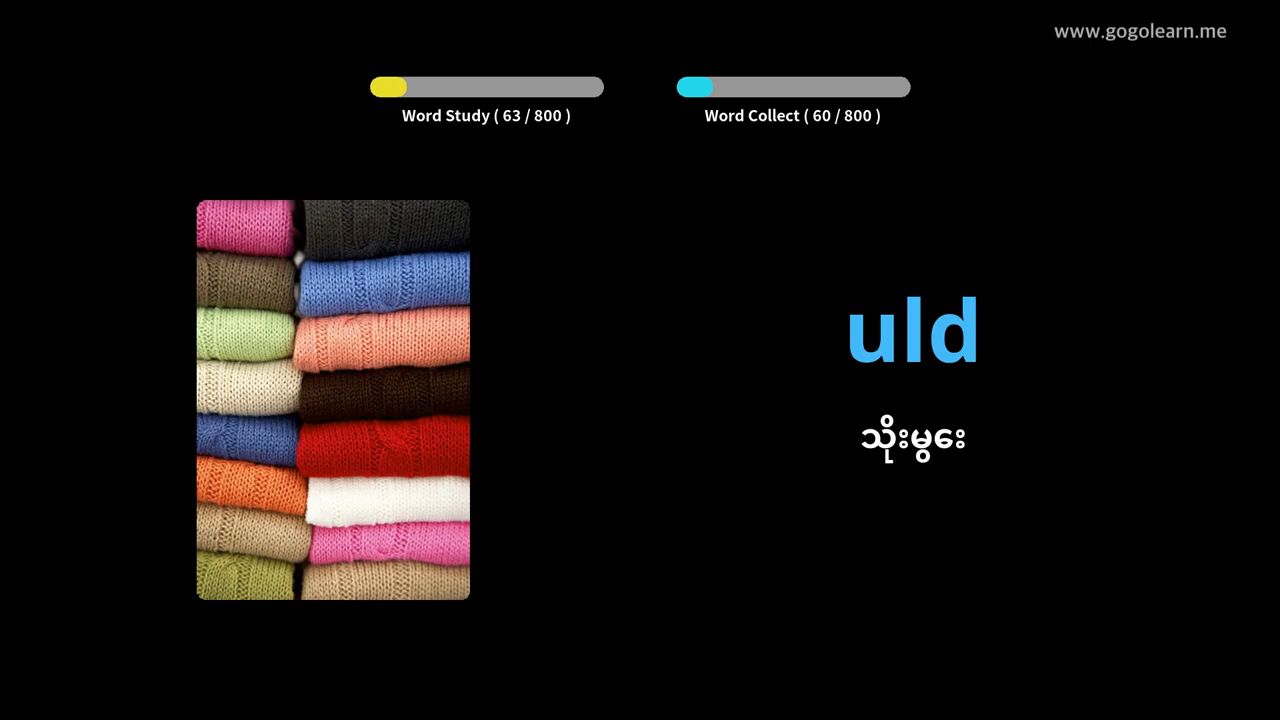 www.gogolearn.me
Word Study ( 63 / 800 )
Word Collect ( 60 / 800 )
uld
သိုးမွေး